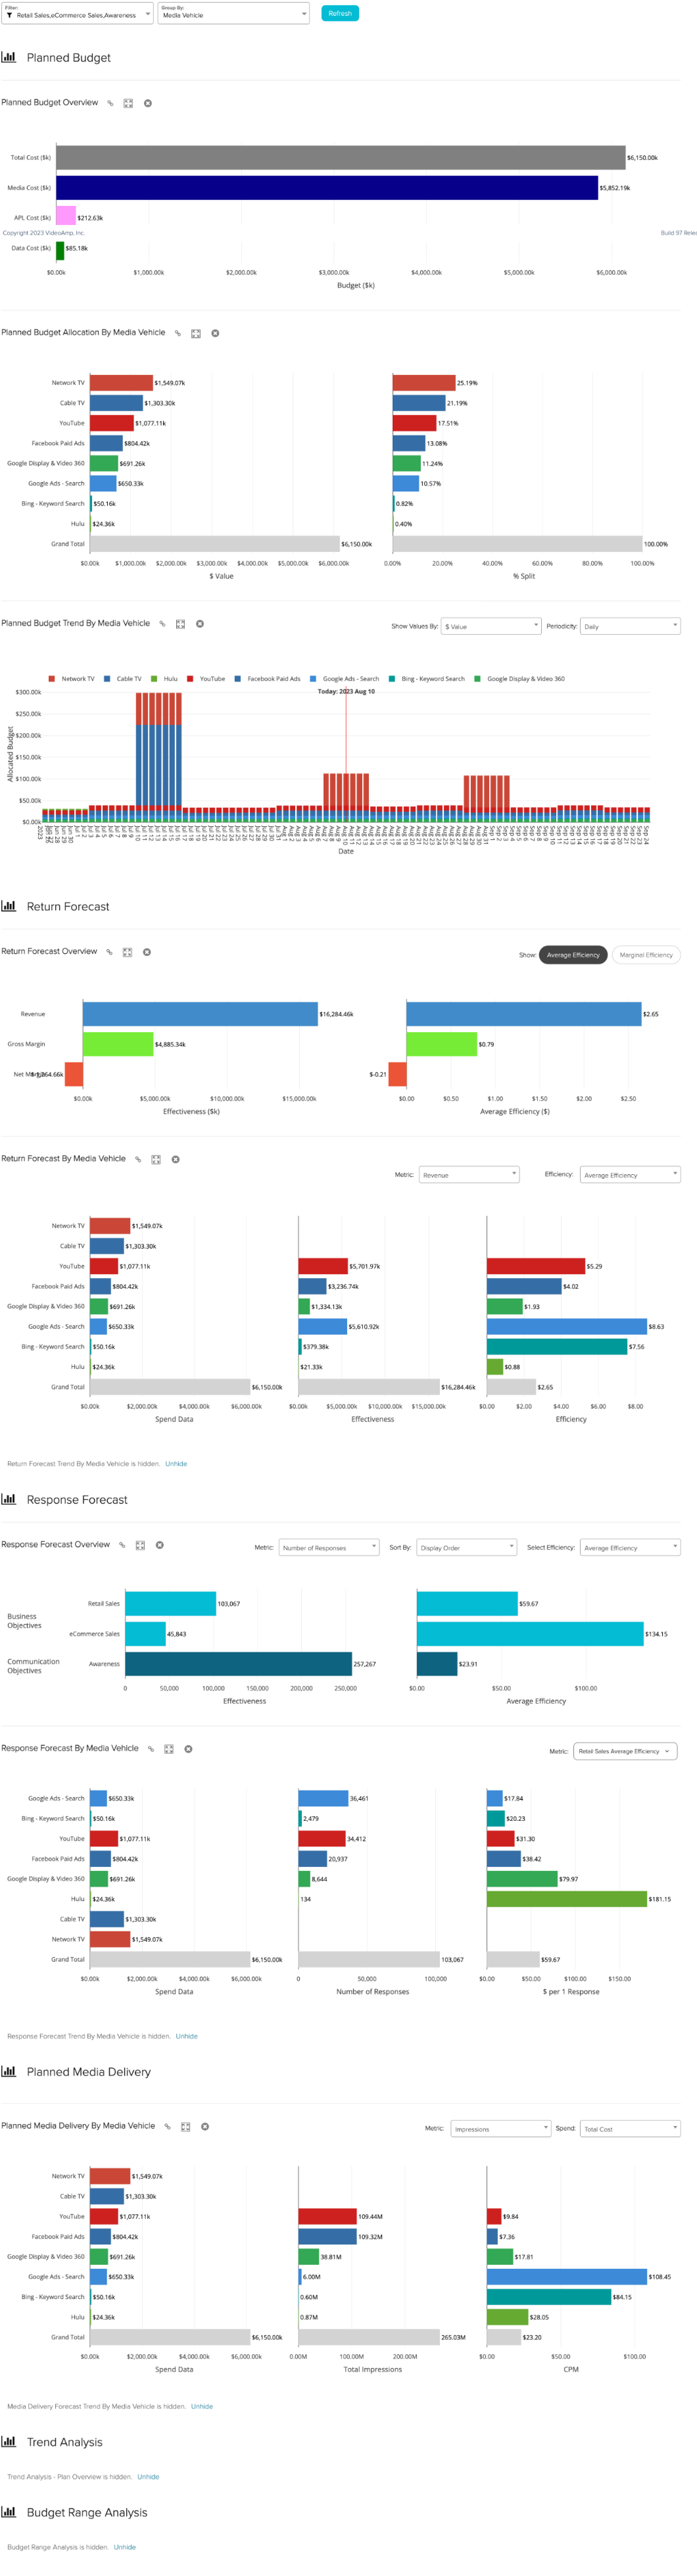 Filter:
Retail Sales,eCommerce Sales,Awareness
Group By:
Media Vehicle
Refresh
Planned Budget
Planned Budget Overview
Total Cost ($k) $6,150.00k
Media Cost ($k) $5,852.19k
APL Cost ($k) $212.63k
Copyright 2023 VideoAmp, Inc. Build 97 Relea
Data Cost ($k) $85.18k
$0.00k $1,000.00k $2,000.00k $3,000.00k $4,000.00k $5,000.00k $6,000.00k
Budget ($k)
Planned Budget Allocation By Media Vehicle
Network TV $1,549.07k 25.19%
Cable TV $1,303.30k 21.19%
YouTube $1,077.11k 17.51%
Facebook Paid Ads $804.42k 13.08%
Google Display & Video 360 $691.26k 11.24%
Google Ads - Search $650.33k 10.57%
Bing - Keyword Search $50.16k 0.82%
Hulu $24.36k 0.40%
Grand Total $6,150.00k 100.00%
$0.00k $1,000.00k $2,000.00k $3,000.00k $4,000.00k $5,000.00k $6,000.00k 0.00% 20.00% 40.00% 60.00% 80.00% 100.00%
$ Value % Split
Planned Budget Trend By Media Vehicle Show Values By: $ Value Periodicity: Daily
Network TV Cable TV Hulu YouTube Facebook Paid Ads Google Ads - Search Bing - Keyword Search Google Display & Video 360
Today: 2023 Aug 10
$300.00k
$250.00k
$200.00k
$150.00k
$100.00k
$50.00k
$0.00k
Allocated Budget
Date
Return Forecast
Return Forecast Overview Show: Average Efficiency Marginal Efficiency
Revenue $16,284.46k $2.65
Gross Margin $4,885.34k $0.79
$-0.21
$0.00k $5,000.00k $10,000.00k $15,000.00k $0.00 $0.50 $1.00 $1.50 $2.00 $2.50
Effectiveness ($k) Average Efficiency ($)
Return Forecast By Media Vehicle
Metric: Revenue Efficiency: Average Efficiency
Network TV $1,549.07k
Cable TV $1,303.30k
YouTube $1,077.11k $5,701.97k $5.29
Facebook Paid Ads $804.42k $3,236.74k $4.02
Google Display & Video 360 $691.26k $1,334.13k $1.93
Google Ads - Search $650.33k $5,610.92k $8.63
Bing - Keyword Search $50.16k $379.38k $7.56
Hulu $24.36k $21.33k $0.88
Grand Total $6,150.00k $16,284.46k $2.65
$0.00k $2,000.00k $4,000.00k $6,000.00k $0.00k $5,000.00k $10,000.00k $15,000.00k $0.00 $2.00 $4.00 $6.00 $8.00
Spend Data Effectiveness Efficiency
Return Forecast Trend By Media Vehicle is hidden. Unhide
Response Forecast
Response Forecast Overview Metric: Number of Responses Sort By: Display Order Select Efficiency: Average Efficiency
Business Objectives
Retail Sales 103,067 $59.67
eCommerce Sales 45,843 $134.15
Communication Objectives
Awareness 257,267 $23.91
0 50,000 100,000 150,000 200,000 250,000 $0.00 $50.00 $100.00
Effectiveness Average Efficiency
Response Forecast By Media Vehicle Metric: Retail Sales Average Efficiency
Google Ads - Search $650.33k 36,461 $17.84
Bing - Keyword Search $50.16k 2,479 $20.23
YouTube $1,077.11k 34,412 $31.30
Facebook Paid Ads $804.42k 20,937 $38.42
Google Display & Video 360 $691.26k 8,644 $79.97
Hulu $24.36k 134 $181.15
Cable TV $1,303.30k
Network TV $1,549.07k
Grand Total $6,150.00k 103,067 $59.67
$0.00k $2,000.00k $4,000.00k $6,000.00k 0 50,000 100,000 $0.00 $50.00 $100.00 $150.00
Spend Data Number of Responses $ per 1 Response
Response Forecast Trend By Media Vehicle is hidden. Unhide
Planned Media Delivery
Planned Media Delivery By Media Vehicle Metric: Impressions Spend: Total Cost
Network TV $1,549.07k
Cable TV $1,303.30k
YouTube $1,077.11k 109.44M $9.84
Facebook Paid Ads $804.42k 109.32M $7.36
Google Display & Video 360 $691.26k 38.81M $17.81
Google Ads - Search $650.33k 6.00M $108.45
Bing - Keyword Search $50.16k 0.60M $84.15
Hulu $24.36k 0.87M $28.05
Grand Total $6,150.00k 265.03M $23.20
$0.00k $2,000.00k $4,000.00k $6,000.00k 0.00M 100.00M 200.00M $0.00 $50.00 $100.00
Spend Data Total Impressions CPM
Media Delivery Forecast Trend By Media Vehicle is hidden. Unhide
Trend Analysis
Trend Analysis - Plan Overview is hidden. Unhide
Budget Range Analysis
Budget Range Analysis is hidden. Unhide